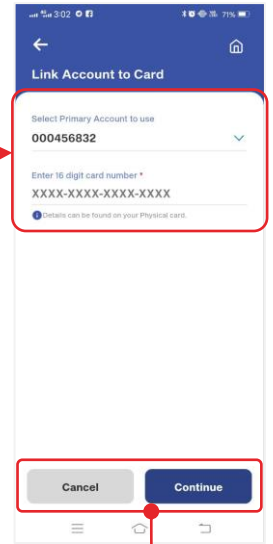 3:02
71%
Link Account to Card
Select Primary Account to use
000456832
Enter 16 digit card number *
XXXX-XXXX-XXXX-XXXX
Details can be found on your Physical card.
Cancel
Continue